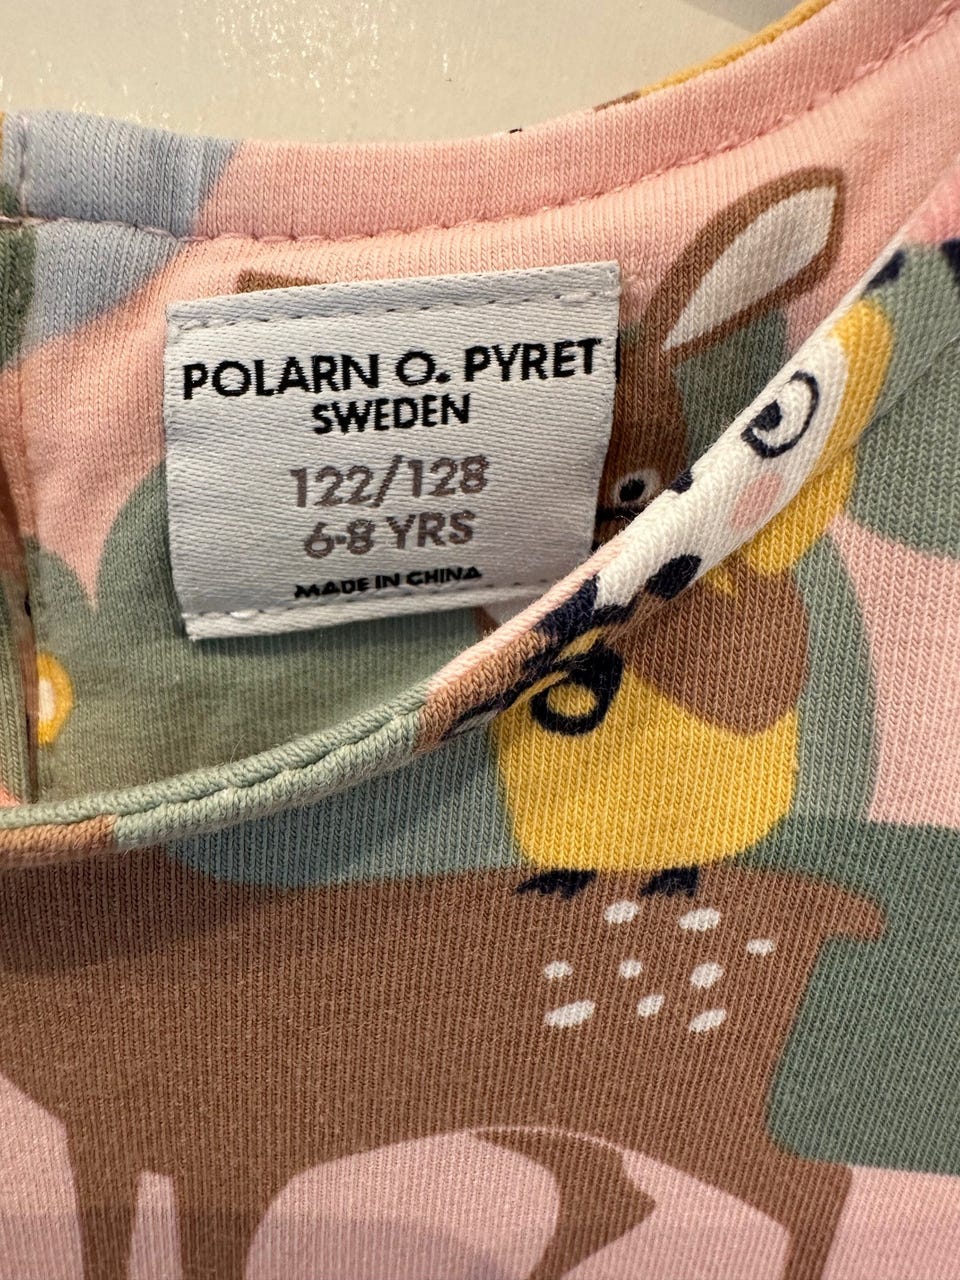 POLARN O. PYRET
SWEDEN
122/128
6-8 YRS
MADE IN CHINA